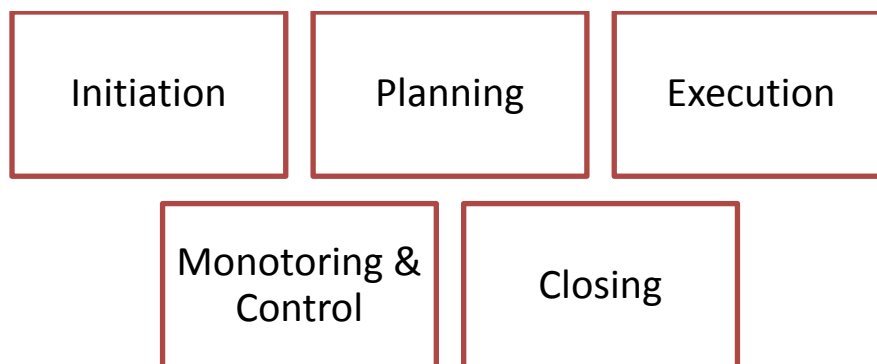 Initiation
Planning
Execution
Monotoring &
Control
Closing